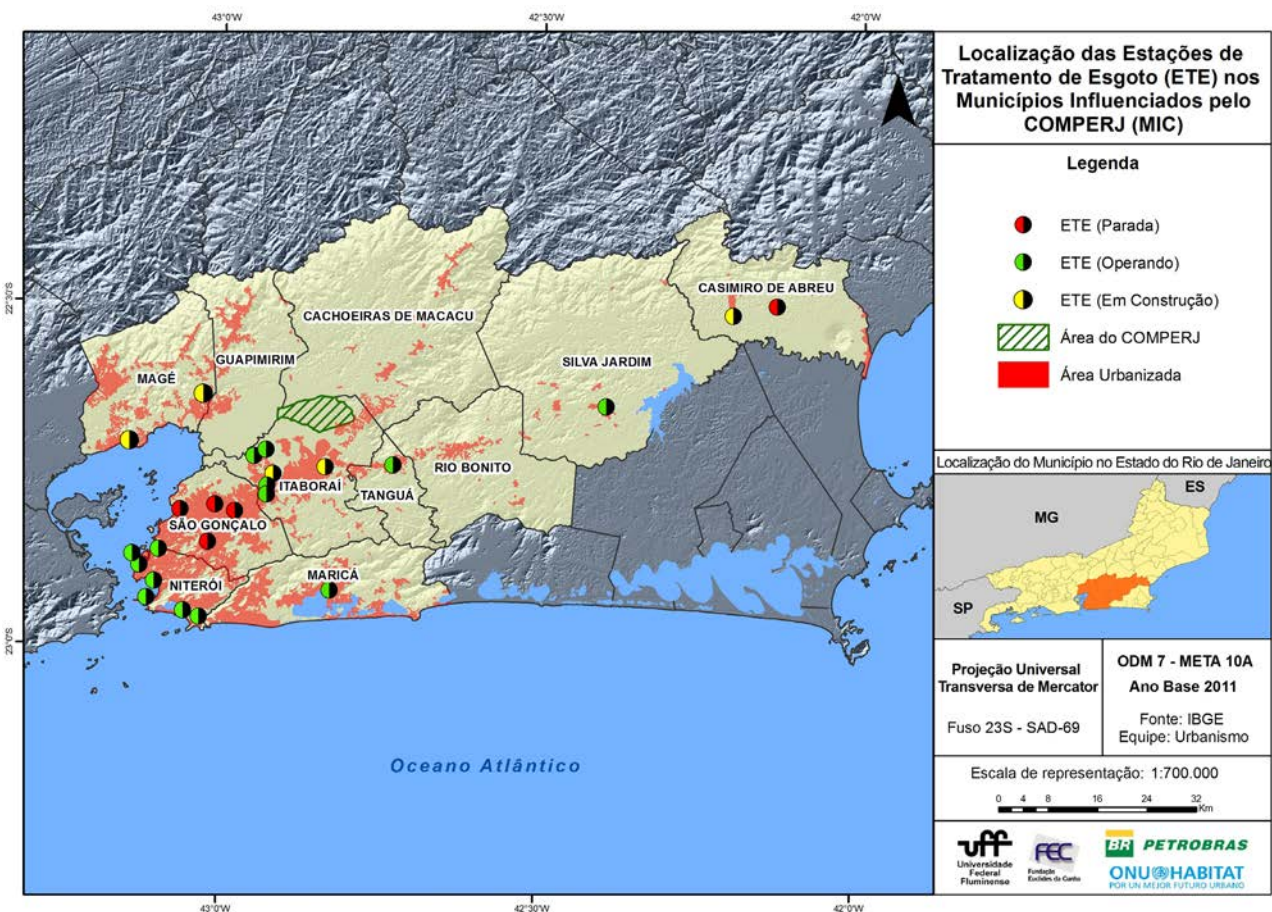 43°0'W
42°30'W
42°0'W
22°30'S
23°0'S
CASIMIRO DE ABREU
CACHOEIRAS DE MACACU
GUAPIMIRIM
SILVA JARDIM
MAGÉ
RIO BONITO
ITABORAÍ
TANGUÁ
SÃO GONÇALO
MARICÁ
NITERÓI
Oceano Atlântico
43°0'W
42°30'W
42°0'W
Localização das Estações de
Tratamento de Esgoto (ETE) nos
Municípios Influenciados pelo
COMPERJ (MIC)
Legenda
ETE (Parada)
ETE (Operando)
ETE (Em Construção)
Área do COMPERJ
Área Urbanizada
Localização do Município no Estado do Rio de Janeiro
ES
MG
SP
Projeção Universal
Transversa de Mercator
Fuso 23S - SAD-69
ODM 7 - META 10A
Ano Base 2011
Fonte: IBGE
Equipe: Urbanismo
Escala de representação: 1:700.000
0 4 8 16 24 32
Km
uff
Universidade
Federal
Fluminense
FEC
Fundação
Euclides da Cunha
BR PETROBRAS
ONU HABITAT
POR UN MEJOR FUTURO URBANO